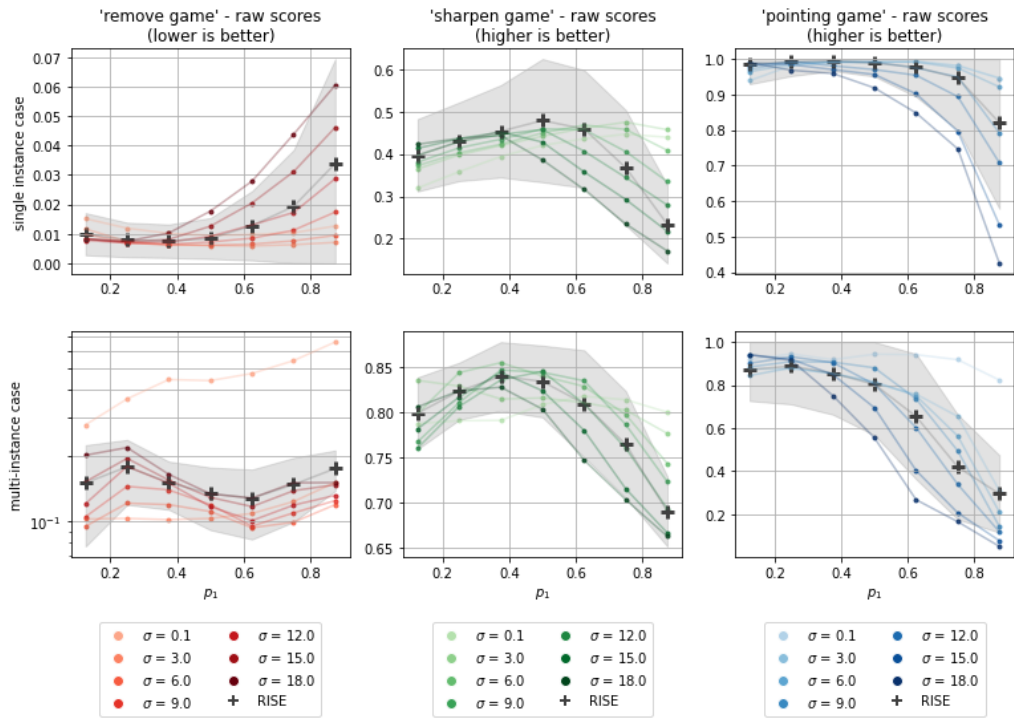 'remove game' - raw scores
(lower is better)
'sharpen game' - raw scores
(higher is better)
'pointing game' - raw scores
(higher is better)
single instance case
0.07
0.06
0.05
0.04
0.03
0.02
0.01
0.00
0.2 0.4 0.6 0.8
0.6
0.5
0.4
0.3
0.2
0.2 0.4 0.6 0.8
1.0
0.9
0.8
0.7
0.6
0.5
0.4
0.2 0.4 0.6 0.8
multi-instance case
10⁻¹
0.2 0.4 0.6 0.8
p₁
0.85
0.80
0.75
0.70
0.65
0.2 0.4 0.6 0.8
p₁
1.0
0.8
0.6
0.4
0.2
0.2 0.4 0.6 0.8
p₁
σ = 0.1
σ = 3.0
σ = 6.0
σ = 9.0
σ = 12.0
σ = 15.0
σ = 18.0
RISE
σ = 0.1
σ = 3.0
σ = 6.0
σ = 9.0
σ = 12.0
σ = 15.0
σ = 18.0
RISE
σ = 0.1
σ = 3.0
σ = 6.0
σ = 9.0
σ = 12.0
σ = 15.0
σ = 18.0
RISE